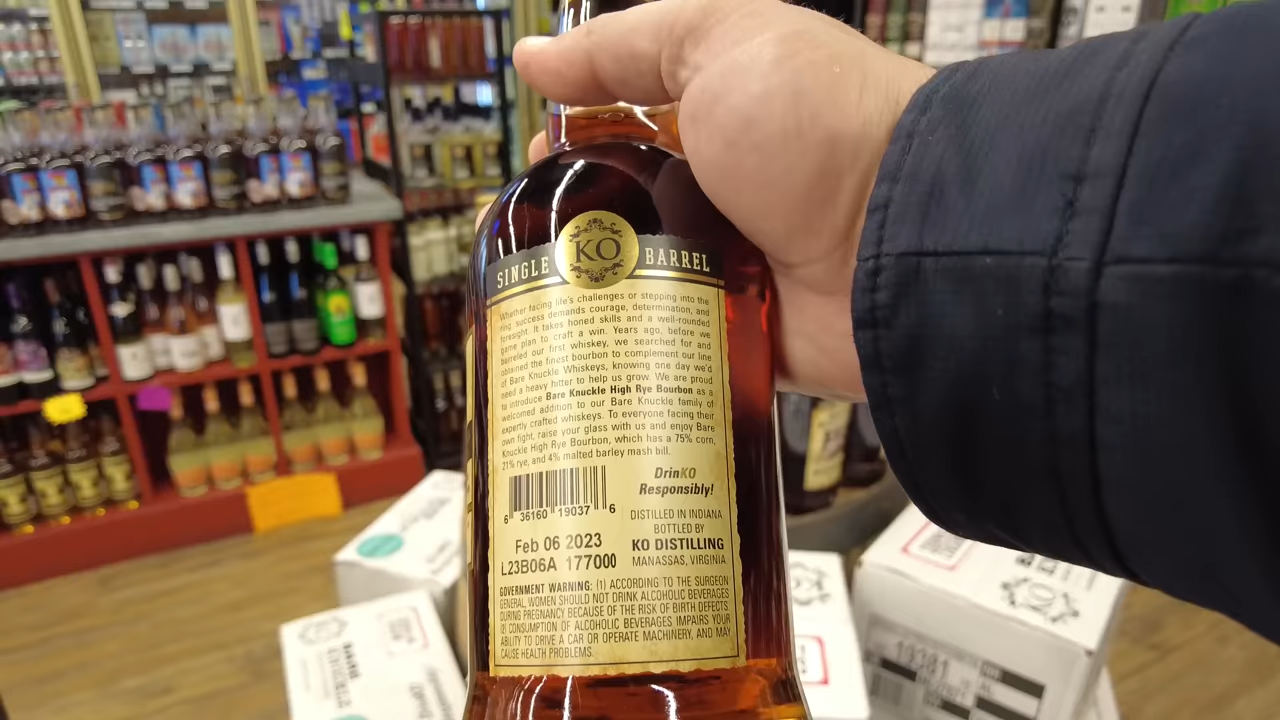 SINGLE KO BARREL
Whether facing life's challenges or stepping into the
ring, success demands courage, determination, and
foresight. It takes honed skills and a well-rounded
game plan to craft a win. Years ago, before we
barreled our first whiskey, we searched for and
obtained the finest bourbon to complement our line
of Bare Knuckle Whiskeys, knowing one day we'd
need a heavy hitter to help us grow. We are proud
to introduce Bare Knuckle High Rye Bourbon as a
welcomed addition to our Bare Knuckle family of
expertly crafted whiskeys. To everyone facing their
own fight, raise your glass with us and enjoy Bare
Knuckle High Rye Bourbon, which has a 75% corn,
21% rye, and 4% malted barley mash bill.
DrinKO
Responsibly!
6 36160 19037 6
DISTILLED IN INDIANA
BOTTLED BY
KO DISTILLING
MANASSAS, VIRGINIA
Feb 06 2023
L23B06A 177000
GOVERNMENT WARNING: (1) ACCORDING TO THE SURGEON
GENERAL, WOMEN SHOULD NOT DRINK ALCOHOLIC BEVERAGES
DURING PREGNANCY BECAUSE OF THE RISK OF BIRTH DEFECTS.
(2) CONSUMPTION OF ALCOHOLIC BEVERAGES IMPAIRS YOUR
ABILITY TO DRIVE A CAR OR OPERATE MACHINERY, AND MAY
CAUSE HEALTH PROBLEMS.
KO
19381